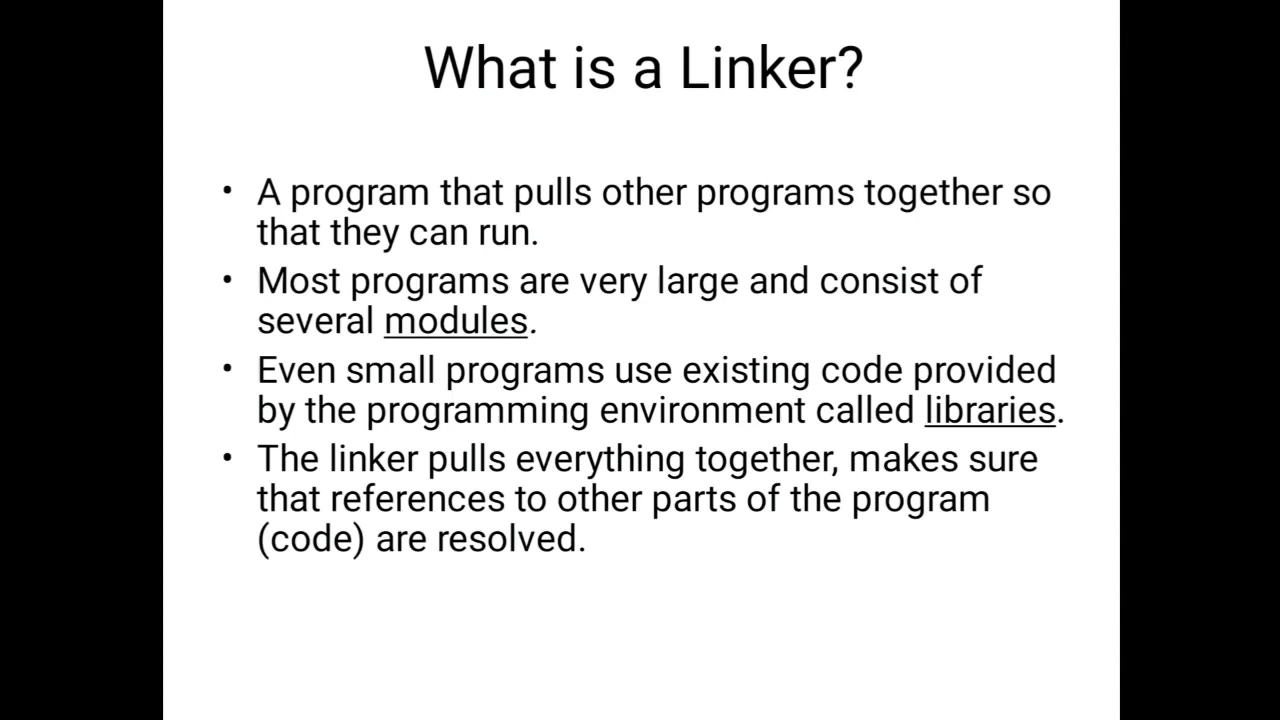 What is a Linker?
• A program that pulls other programs together so
that they can run.
• Most programs are very large and consist of
several modules.
• Even small programs use existing code provided
by the programming environment called libraries.
• The linker pulls everything together, makes sure
that references to other parts of the program
(code) are resolved.